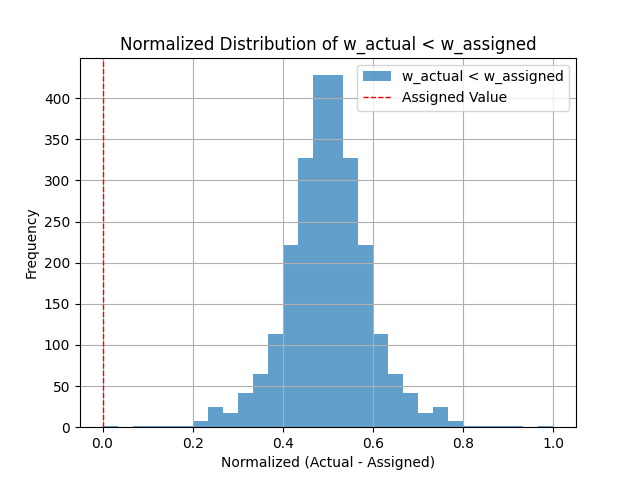 Normalized Distribution of w_actual < w_assigned
w_actual < w_assigned
Assigned Value
400
350
300
250
200
150
100
50
0
Frequency
0.0 0.2 0.4 0.6 0.8 1.0
Normalized (Actual - Assigned)